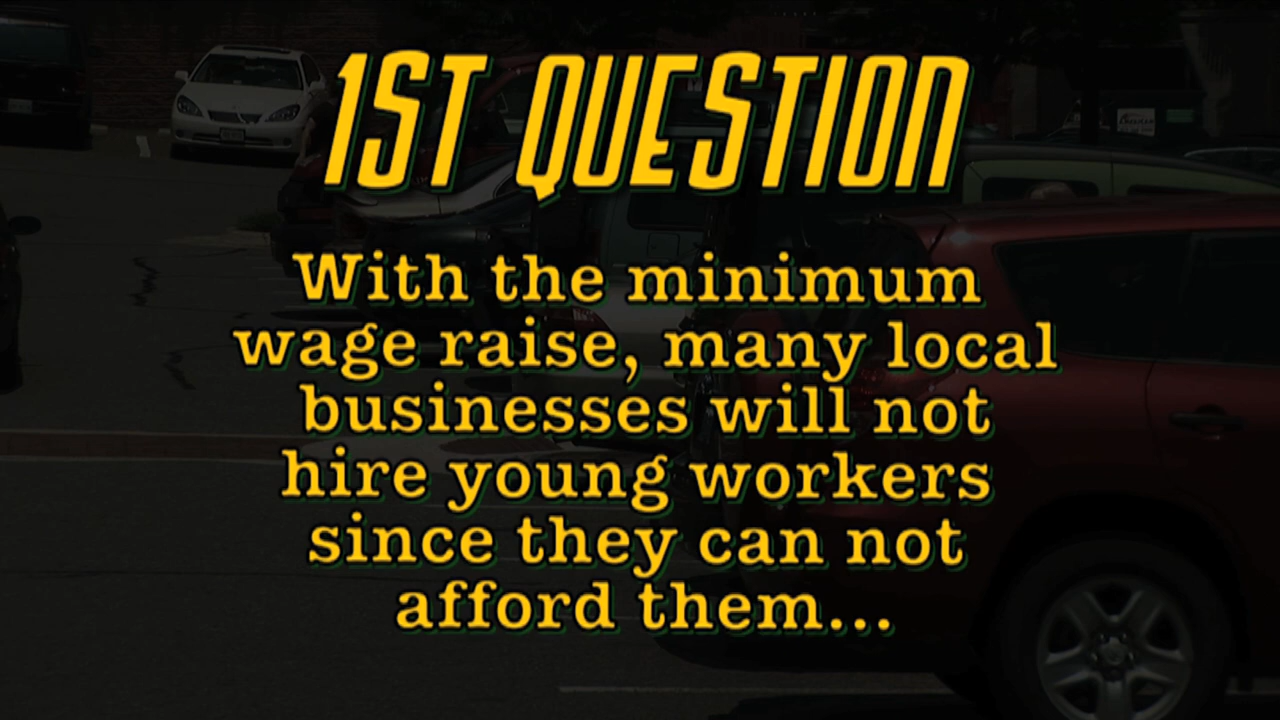 1ST QUESTION
With the minimum
wage raise, many local
businesses will not
hire young workers
since they can not
afford them...